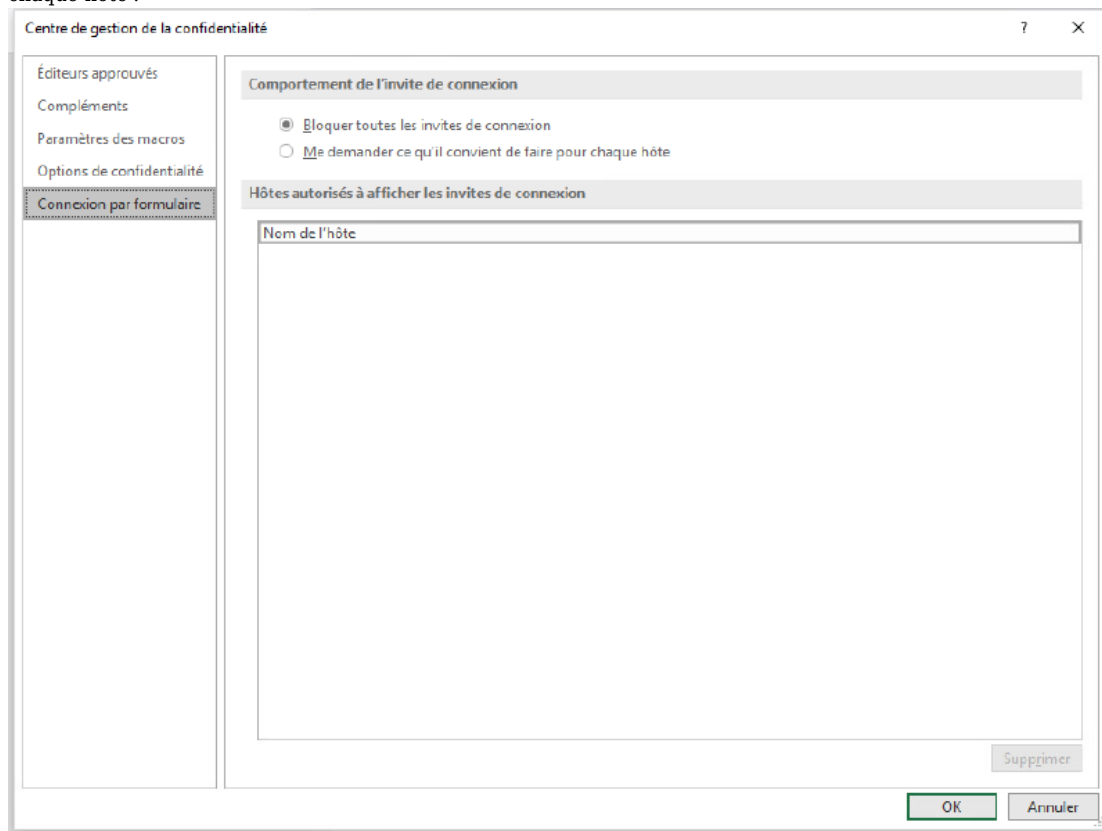 chaque hôte :
Centre de gestion de la confidentialité
? X
Éditeurs approuvés
Compléments
Paramètres des macros
Options de confidentialité
Connexion par formulaire
Comportement de l'invite de connexion
Bloquer toutes les invites de connexion
Me demander ce qu'il convient de faire pour chaque hôte
Hôtes autorisés à afficher les invites de connexion
Nom de l'hôte
Supprimer
OK Annuler